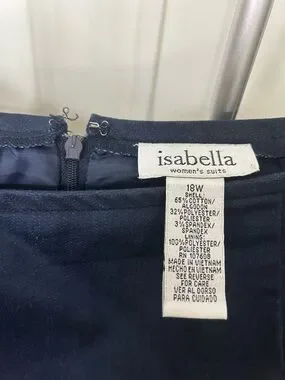 isabella
women's suits
18W
SHELL:
65% COTTON/
ALGODON
32% POLYESTER/
POLIESTER
3% SPANDEX/
SPANDEX
LINING:
100% POLYESTER/
POLIESTER
RN 107608
MADE IN VIETNAM
HECHO EN VIETNAM
SEE REVERSE
FOR CARE
VER AL DORSO
PARA CUIDADO